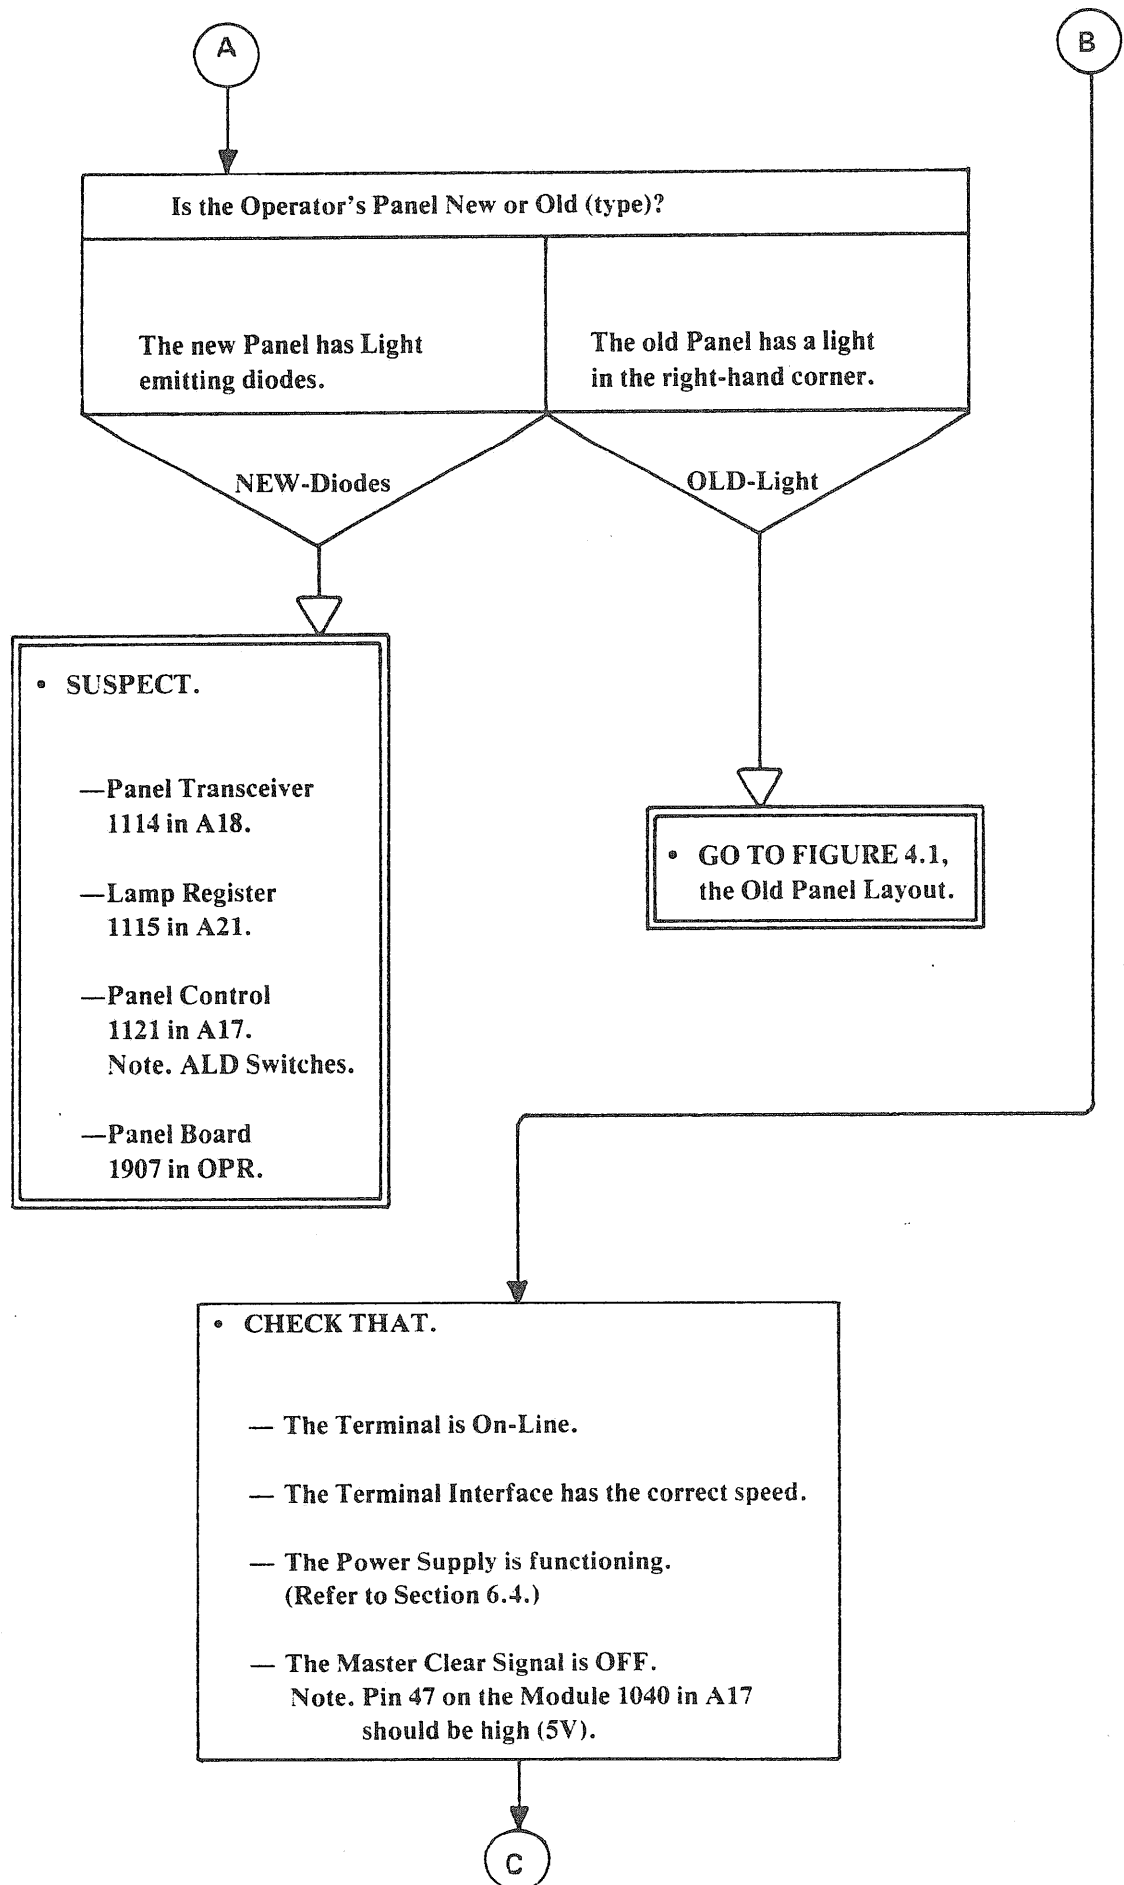 A
B
Is the Operator's Panel New or Old (type)?
The new Panel has Light
emitting diodes.
The old Panel has a light
in the right-hand corner.
NEW-Diodes
OLD-Light
• SUSPECT.
—Panel Transceiver
1114 in A18.
—Lamp Register
1115 in A21.
—Panel Control
1121 in A17.
Note. ALD Switches.
—Panel Board
1907 in OPR.
• GO TO FIGURE 4.1,
the Old Panel Layout.
• CHECK THAT.
— The Terminal is On-Line.
— The Terminal Interface has the correct speed.
— The Power Supply is functioning.
(Refer to Section 6.4.)
— The Master Clear Signal is OFF.
Note. Pin 47 on the Module 1040 in A17
should be high (5V).
C